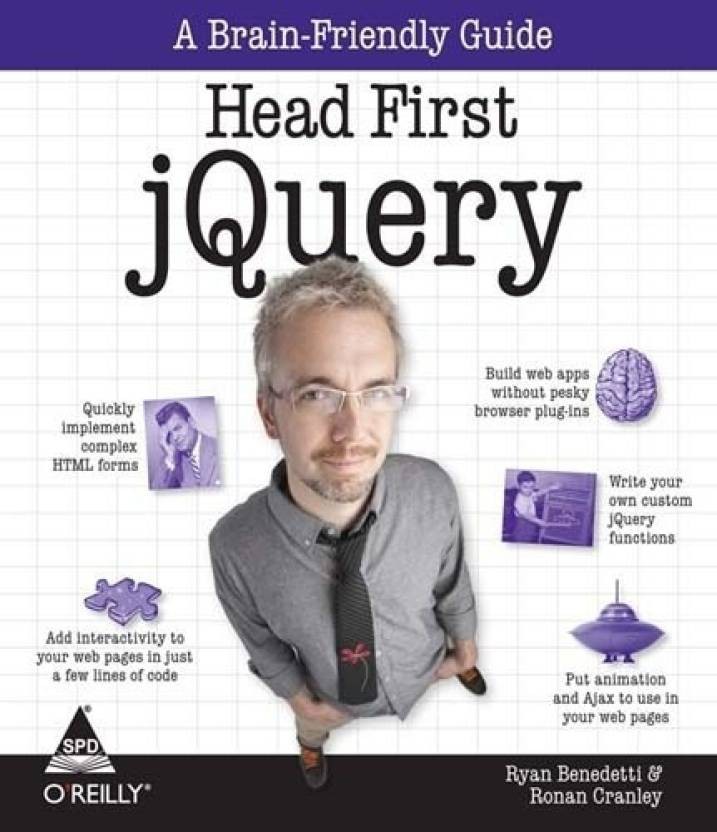 A Brain-Friendly Guide
Head First
jQuery
Build web apps
without pesky
browser plug-ins
Quickly
implement
complex
HTML forms
Write your
own custom
jQuery
functions
Add interactivity to
your web pages in just
a few lines of code
Put animation
and Ajax to use in
your web pages
SPD
O'REILLY®
Ryan Benedetti &
Ronan Cranley